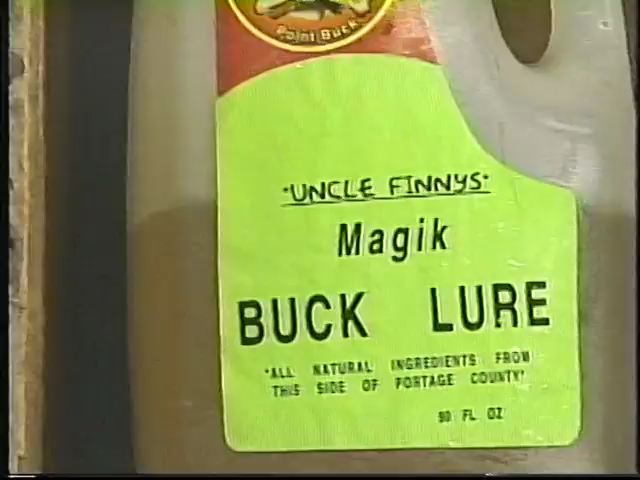 Point Buck
"UNCLE FINNYS"
Magik
BUCK LURE
"ALL NATURAL INGREDIENTS FROM
THIS SIDE OF PORTAGE COUNTY"
90 FL OZ